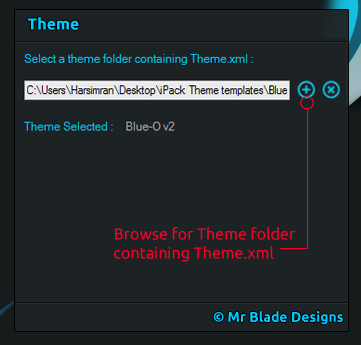 Theme
Select a theme folder containing Theme.xml :
C:\Users\Harsimran\Desktop\iPack Theme templates\Blue
Theme Selected : Blue-O v2
Browse for Theme folder
containing Theme.xml
© Mr Blade Designs